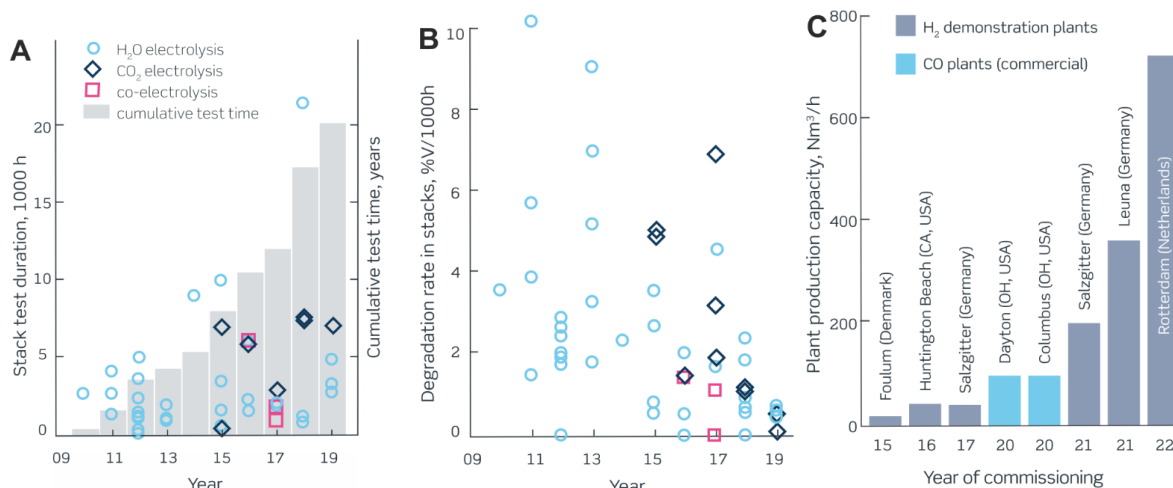 A
H₂O electrolysis
CO₂ electrolysis
co-electrolysis
cumulative test time
Stack test duration, 1000 h
20
15
10
5
0
09
11
13
15
17
19
Year
Cumulative test time, years
B
Degradation rate in stacks, %V/1000h
10
8
6
4
2
0
09
11
13
15
17
19
Year
C
H₂ demonstration plants
CO plants (commercial)
Plant production capacity, Nm³/h
800
600
400
200
0
Foulum (Denmark)
Huntington Beach (CA, USA)
Salzgitter (Germany)
Dayton (OH, USA)
Columbus (OH, USA)
Salzgitter (Germany)
Leuna (Germany)
Rotterdam (Netherlands)
15
16
17
20
20
21
21
22
Year of commissioning